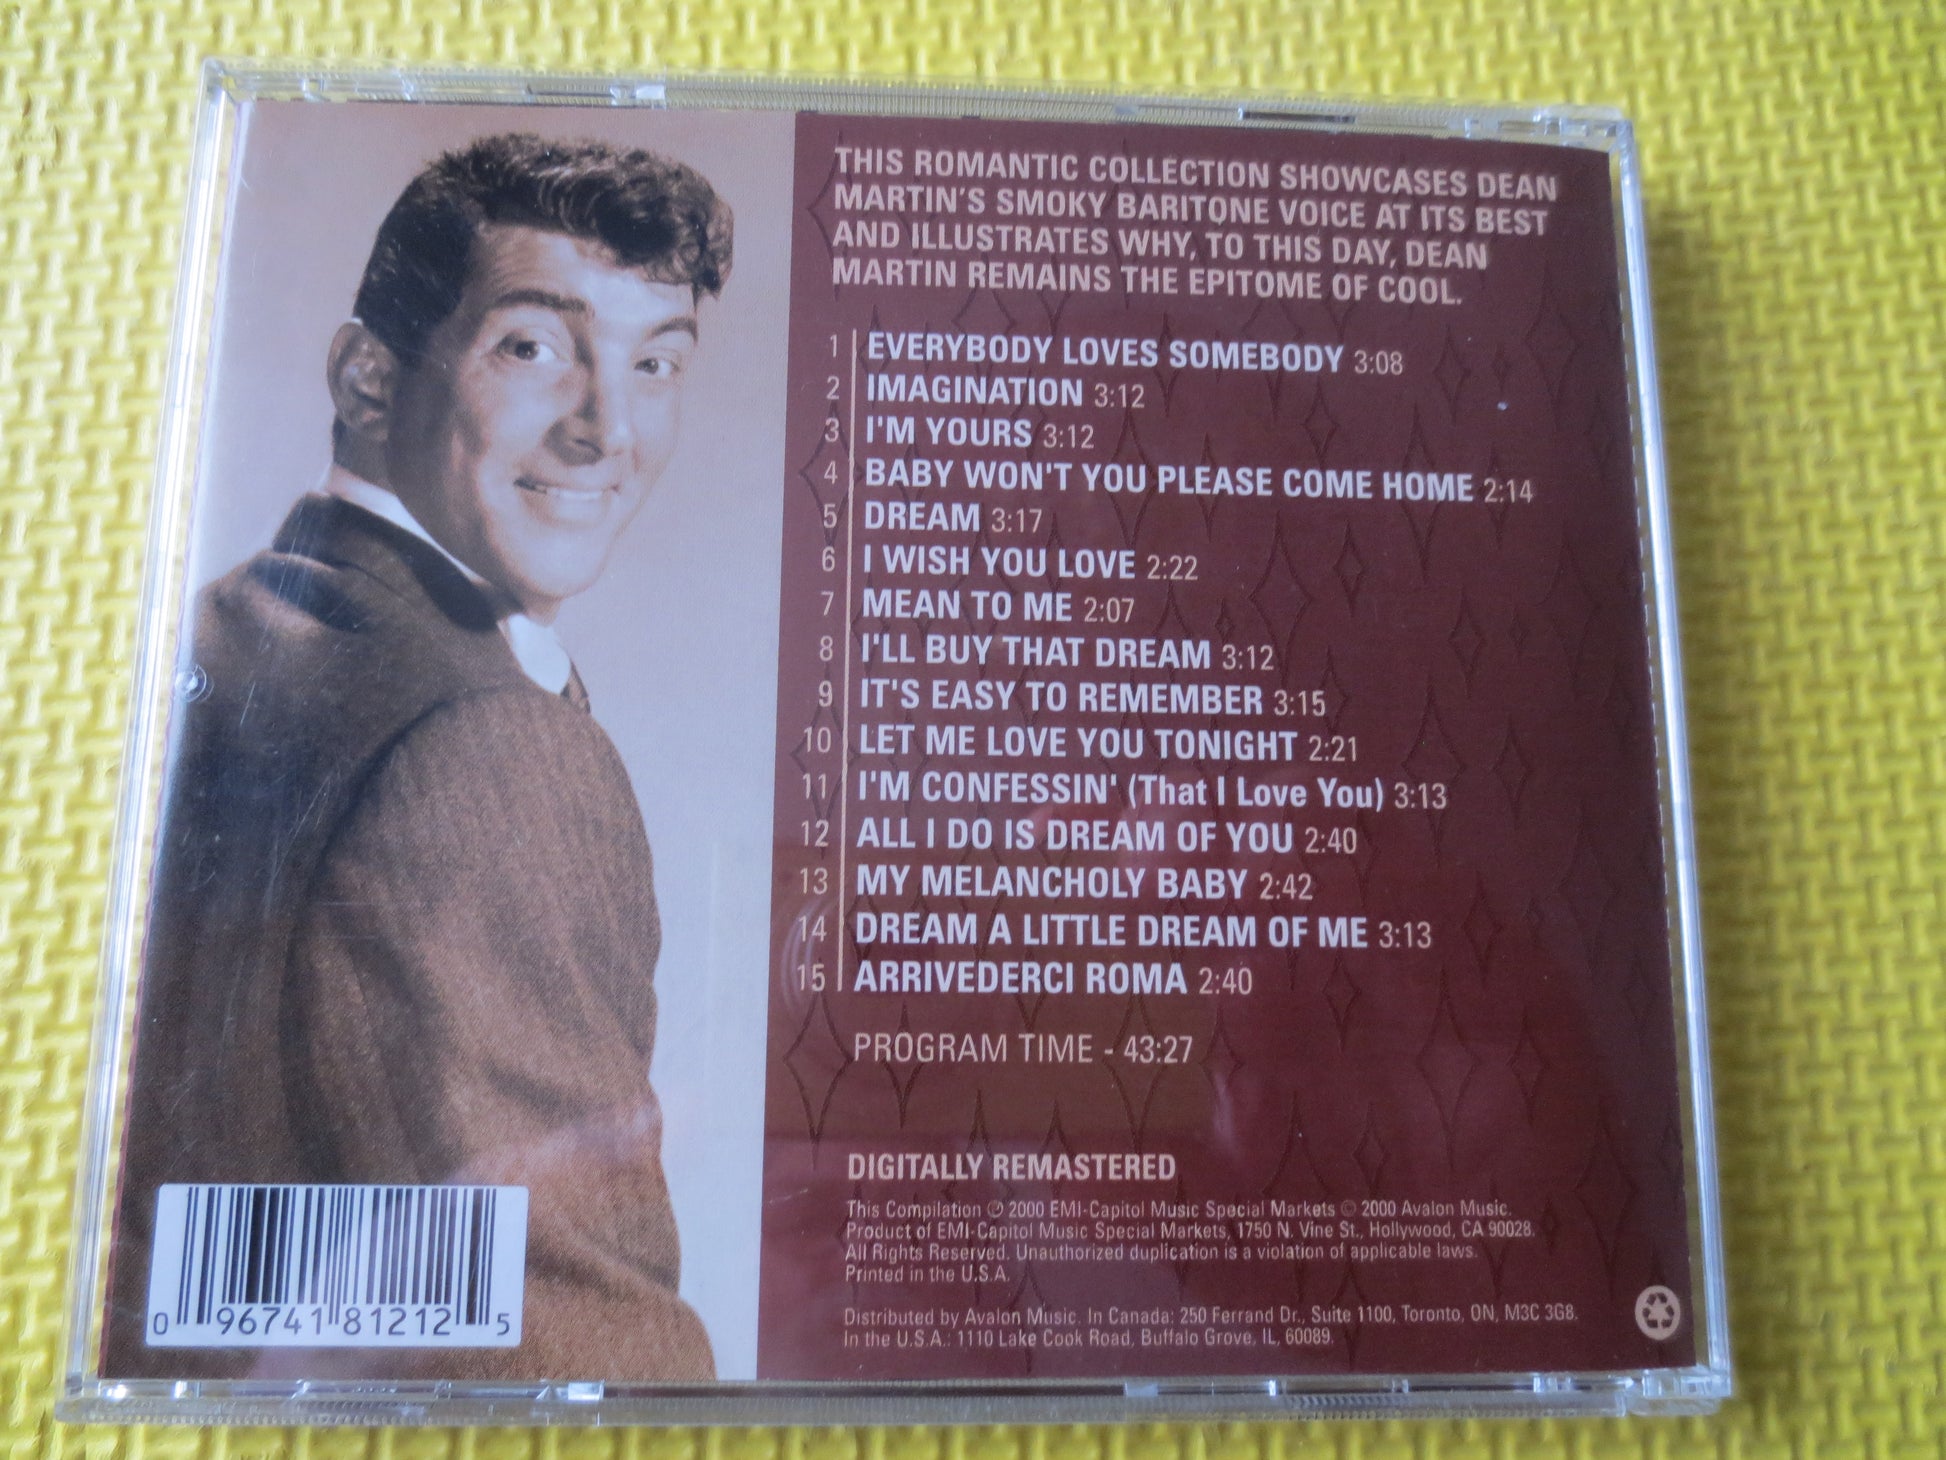 THIS ROMANTIC COLLECTION SHOWCASES DEAN
MARTIN'S SMOKY BARITONE VOICE AT ITS BEST
AND ILLUSTRATES WHY, TO THIS DAY, DEAN
MARTIN REMAINS THE EPITOME OF COOL.
1 EVERYBODY LOVES SOMEBODY 3:08
2 IMAGINATION 3:12
3 I'M YOURS 3:12
4 BABY WON'T YOU PLEASE COME HOME 2:14
5 DREAM 3:17
6 I WISH YOU LOVE 2:22
7 MEAN TO ME 2:07
8 I'LL BUY THAT DREAM 3:12
9 IT'S EASY TO REMEMBER 3:15
10 LET ME LOVE YOU TONIGHT 2:21
11 I'M CONFESSIN' (That I Love You) 3:13
12 ALL I DO IS DREAM OF YOU 2:40
13 MY MELANCHOLY BABY 2:42
14 DREAM A LITTLE DREAM OF ME 3:13
15 ARRIVEDERCI ROMA 2:40
PROGRAM TIME - 43:27
DIGITALLY REMASTERED
This Compilation ℗ 2000 EMI-Capitol Music Special Markets © 2000 Avalon Music.
Product of EMI-Capitol Music Special Markets, 1750 N. Vine St., Hollywood, CA 90028.
All Rights Reserved. Unauthorized duplication is a violation of applicable laws.
Printed in the U.S.A.
Distributed by Avalon Music. In Canada: 250 Ferrand Dr., Suite 1100, Toronto, ON, M3C 3G8.
In the U.S.A.: 1110 Lake Cook Road, Buffalo Grove, IL, 60089.
0 96741 81212 5